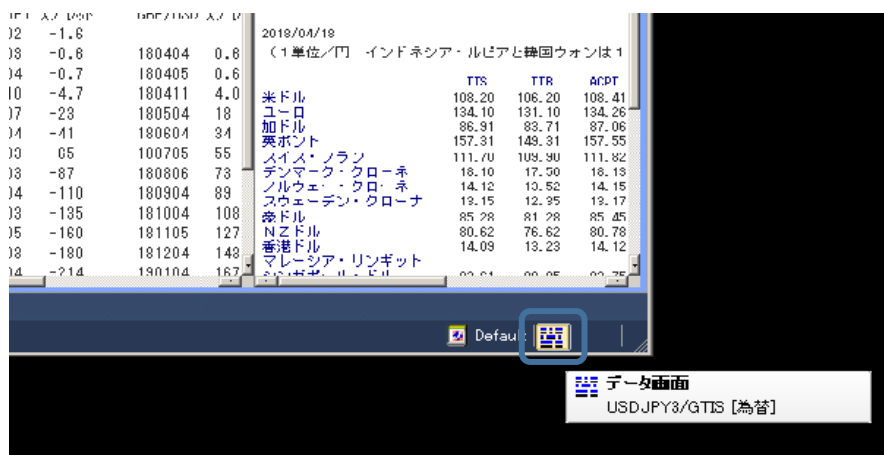 2018/04/18
(1単位/円 インドネシア・ルピアと韓国ウォンは1
TTS TTB ACPT
米ドル 108.20 106.20 108.41
ユーロ 134.10 131.10 134.26
加ドル 86.91 83.71 87.06
英ポンド 157.31 149.31 157.55
スイス・フラン 111.70 109.90 111.82
デンマーク・クローネ 18.10 17.50 18.13
ノルウェー・クローネ 14.12 13.52 14.15
スウェーデン・クローナ 13.15 12.35 13.17
豪ドル 85.28 81.28 85.45
NZドル 80.62 76.62 80.78
香港ドル 14.09 13.23 14.12
マレーシア・リンギット
シンガポール・ドル
-1.6
-0.6 180404 0.6
-0.7 180405 0.6
-4.7 180411 4.0
-23 180504 18
-41 180604 34
65 55
-87 180806 73
-110 180904 89
-135 181004 108
-160 181105 127
-180 181204 148
-214 190104 167
Default
データ画面
USDJPY3/GTIS [為替]